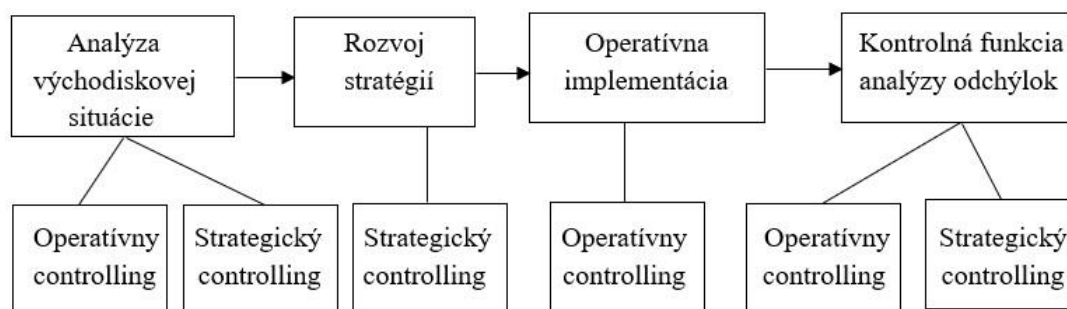 Analýza
východiskovej
situácie
Rozvoj
stratégií
Operatívna
implementácia
Kontrolná funkcia
analýzy odchýlok
Operatívny
controlling
Strategický
controlling
Strategický
controlling
Operatívny
controlling
Operatívny
controlling
Strategický
controlling